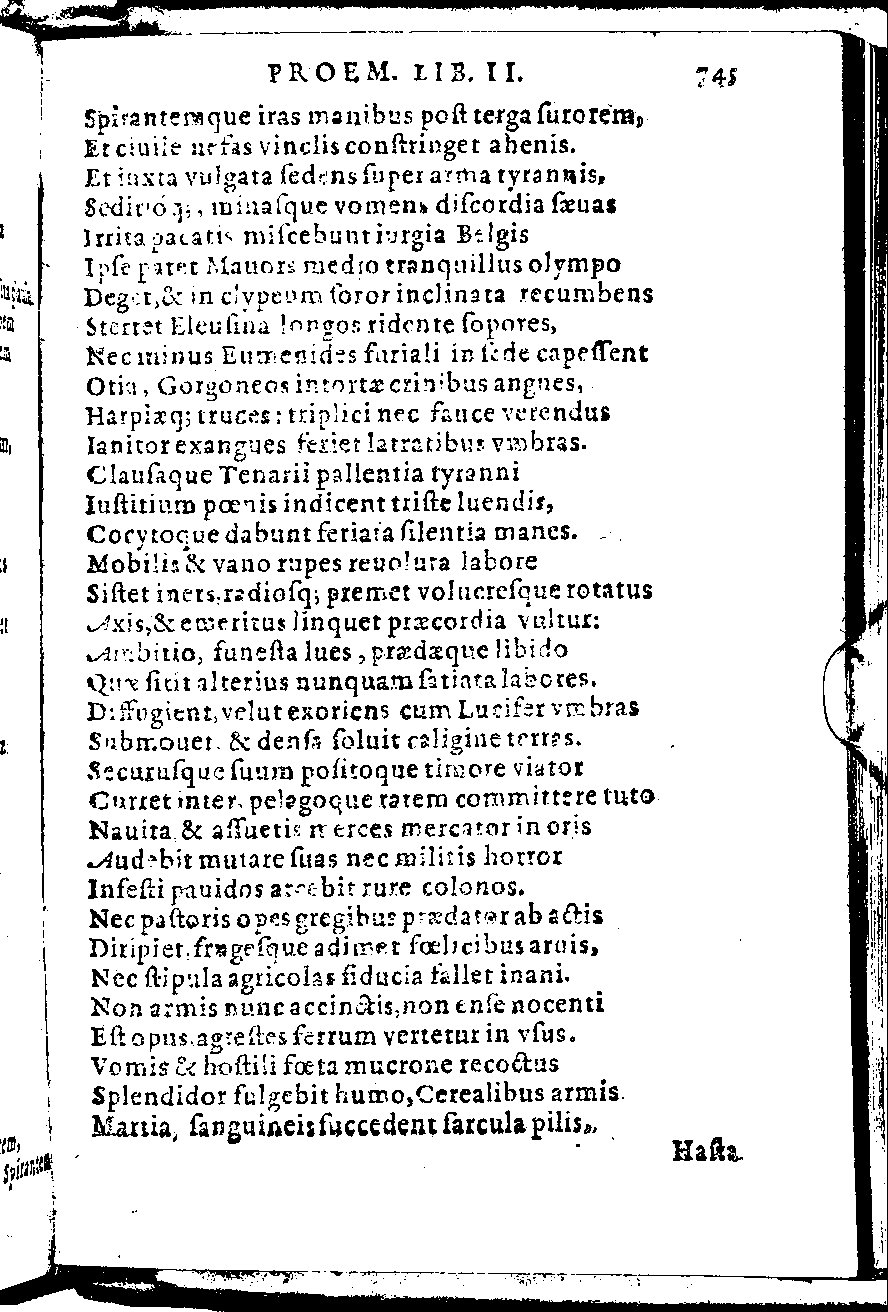 PROEM. LIB. II. 745
Spirantemque iras manibus poſt terga furorem,
Et ciuile nefas vinclis conſtringet ahenis.
Et iuxta vulgata ſedens ſuper arma tyrannis,
Seditióq;, minaſque vomens diſcordia ſæuas
Irrita pacatis miſcebunt iurgia Belgis
Ipſe pater Mauors medio tranquillus olympo
Deget, & in clypeum ſoror inclinata recumbens
Stertet Eleuſina longos ridente ſopores,
Nec minus Eumenides furiali in ſede capeſſent
Otia, Gorgoneos intortæ crinibus angues,
Harpiæq; truces: triplici nec fauce verendus
Ianitor exangues feriet latratibus vmbras.
Clauſaque Tenarii pallentia tyranni
Iuſtitium pœnis indicent triſte luendis,
Cocytoque dabunt feriata ſilentia manes.
Mobilis & vano rupes reuoluta labore
Siſtet iners, radioſq; premet volucreſque rotatus
Axis, & emeritus linquet præcordia vultur:
Ambitio, funeſta lues, prædæque libido
Quæ ſitit alterius nunquam ſatiata labores.
Diffugient, velut exoriens cum Lucifer vmbras
Submouet, & denſa ſoluit caligine terras.
Securuſque ſuum poſitoque timore viator
Curret inter, pelagoque ratem committere tuto
Nauita & aſſuetis merces mercator in oris
Audebit mutare ſuas nec militis horror
Infeſti pauidos arcebit rure colonos.
Nec paſtoris opes gregibus prædator ab actis
Diripiet, frugeſque adimet fœlicibus aruis,
Nec ſtipula agricolas fiducia fallet inani.
Non armis nunc accinctis, non enſe nocenti
Eſt opus, agreſtes ferrum vertetur in vſus.
Vomis & hoſtili fœta mucrone recoctus
Splendidor fulgebit humo, Cerealibus armis
Martia, ſanguineis ſuccedent ſarcula pilis,
Haſta
Spirantem